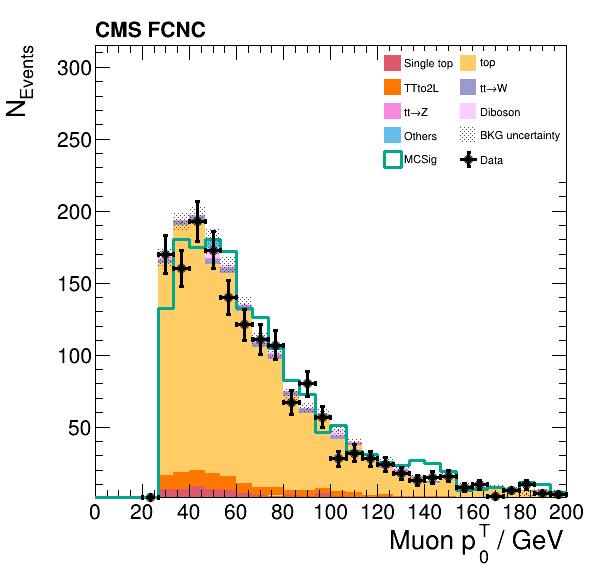 CMS FCNC
N_Events
300
250
200
150
100
50
Single top
top
TTto2L
tt→W
tt→Z
Diboson
Others
BKG uncertainty
MCSig
Data
0 20 40 60 80 100 120 140 160 180 200
Muon p_0^T / GeV